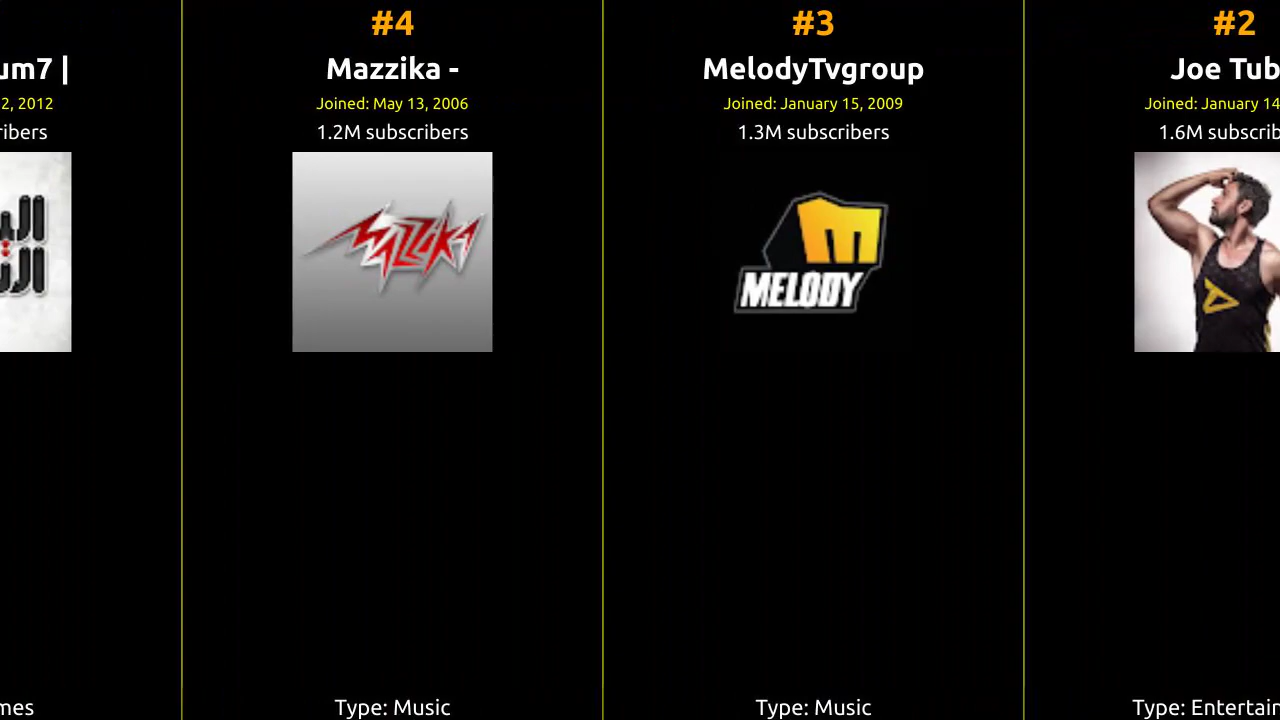 um7 |
2, 2012
ribers
mes
#4
Mazzika -
Joined: May 13, 2006
1.2M subscribers
MAZZIKA
Type: Music
#3
MelodyTvgroup
Joined: January 15, 2009
1.3M subscribers
M
MELODY
Type: Music
#2
Joe Tub
Joined: January 14
1.6M subscrib
Type: Entertain